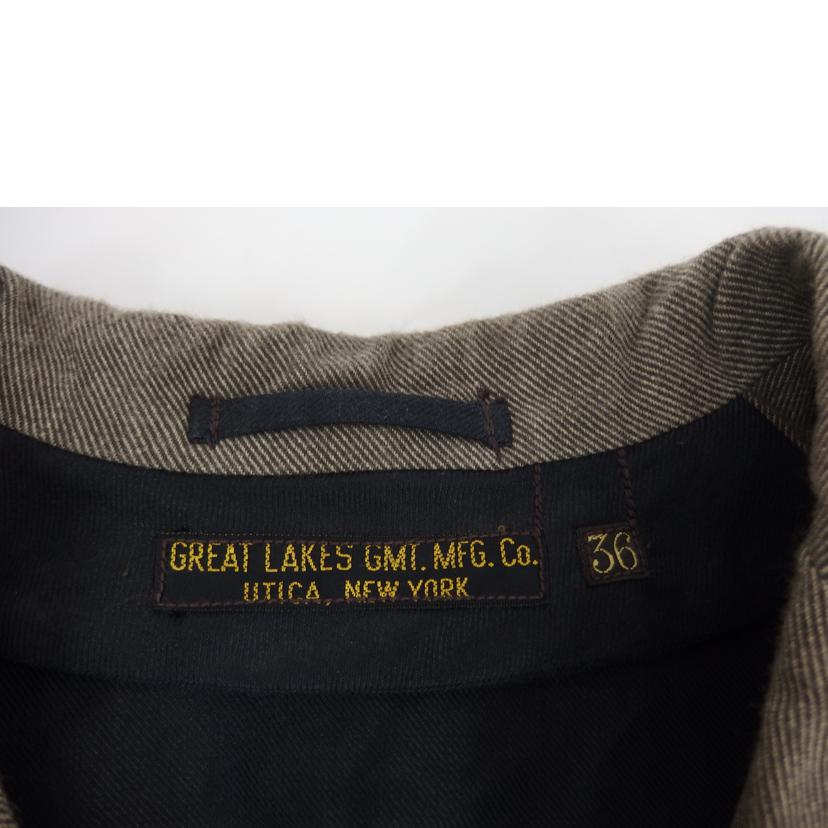 GREAT LAKES GMT. MFG. Co.
UTICA, NEW YORK
36